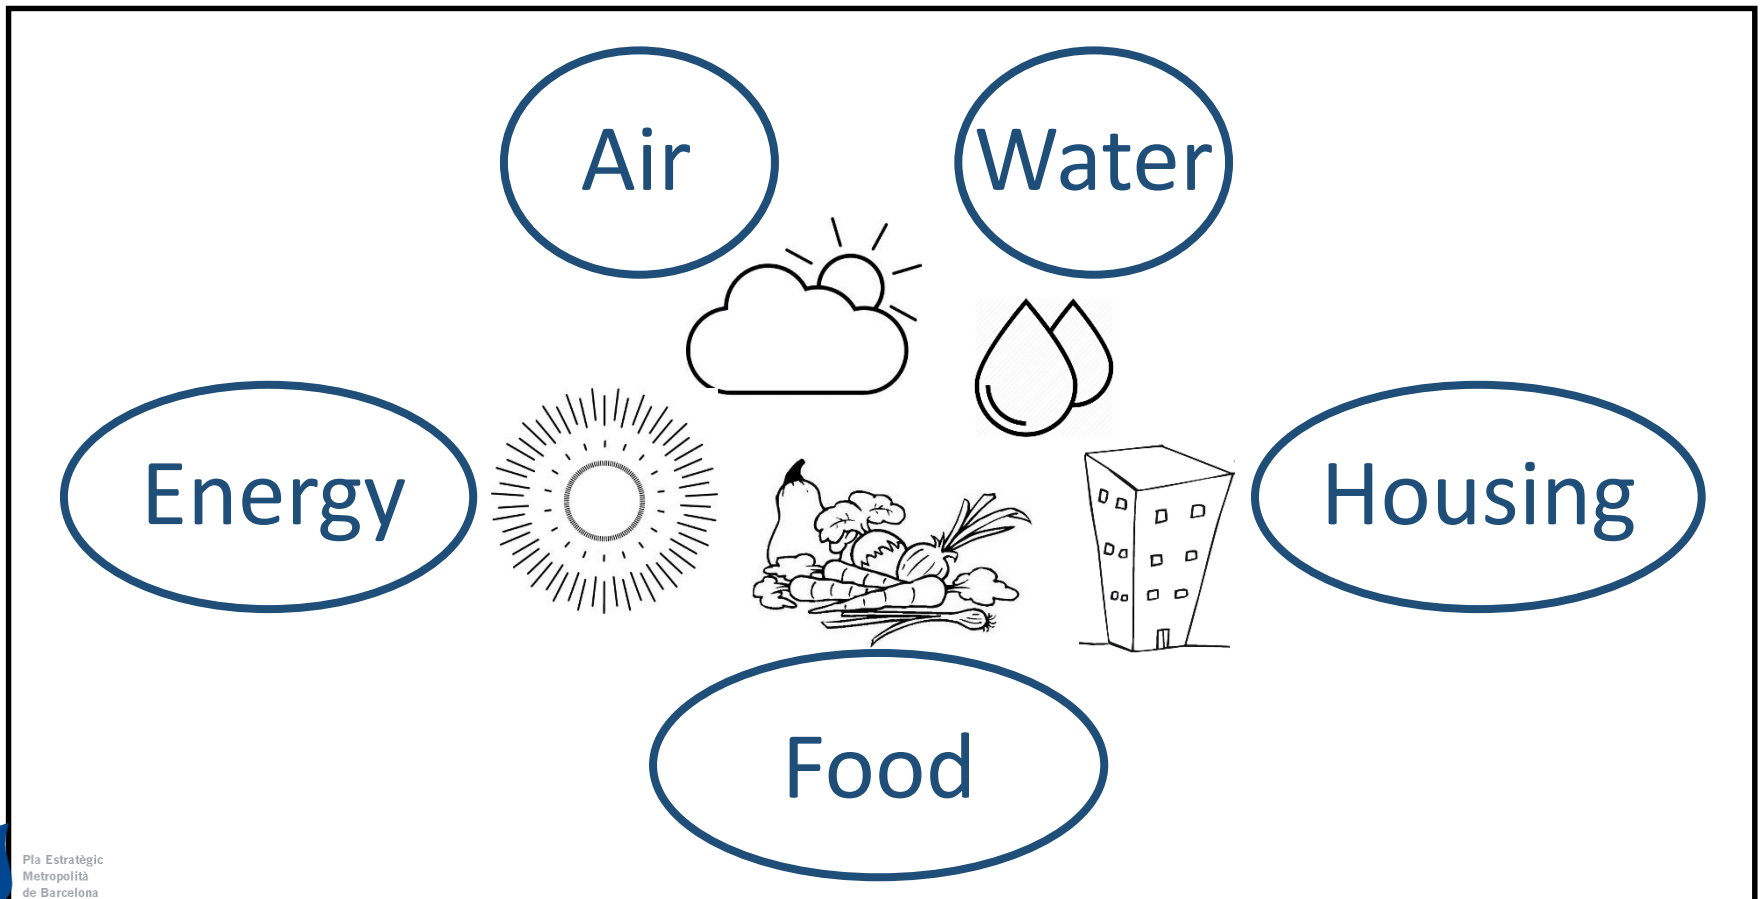 Air
Water
Energy
Housing
Food
Pla Estratègic
Metropolità
de Barcelona